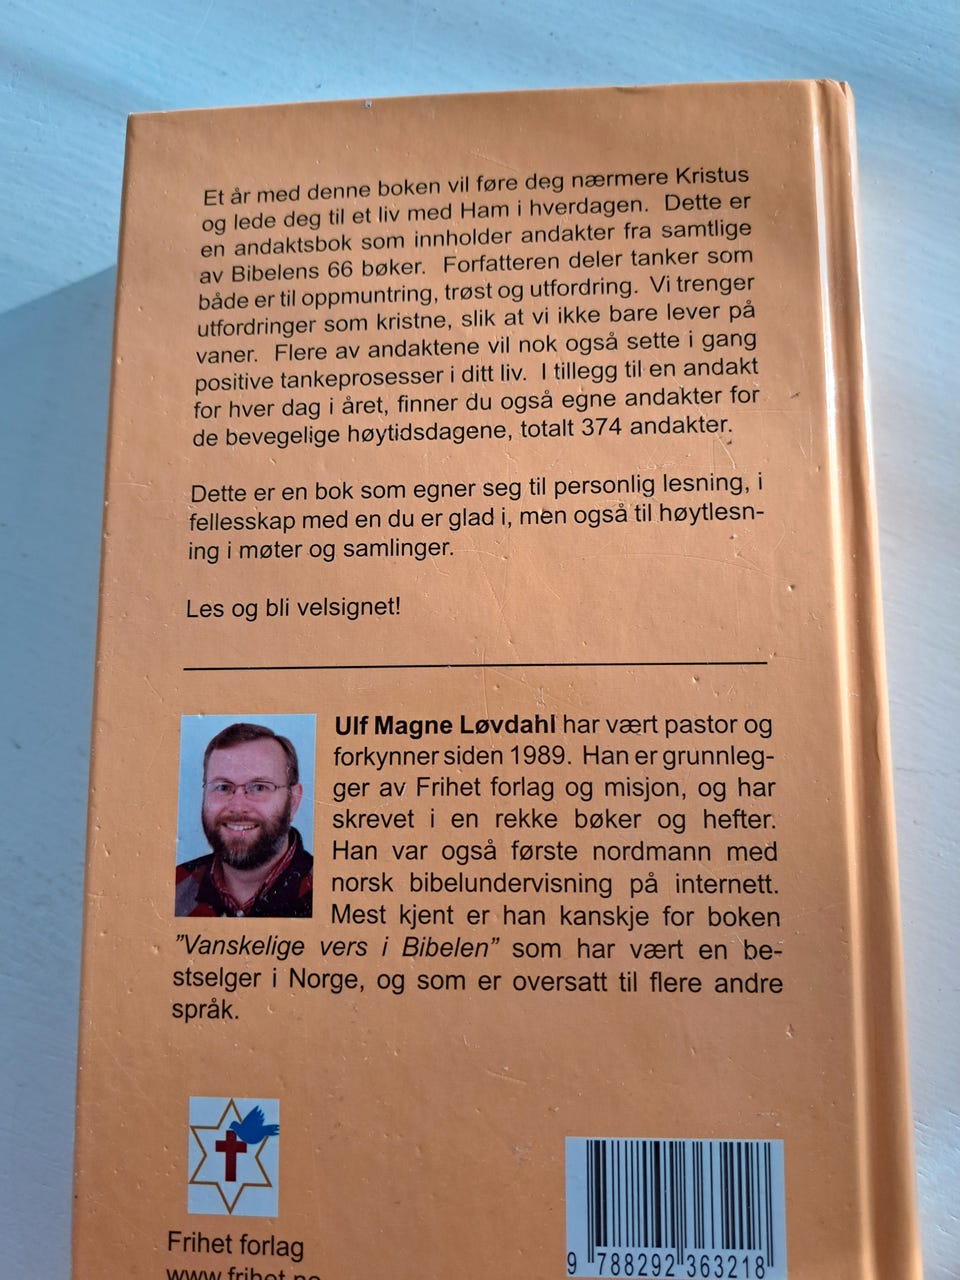 Et år med denne boken vil føre deg nærmere Kristus
og lede deg til et liv med Ham i hverdagen. Dette er
en andaktsbok som innholder andakter fra samtlige
av Bibelens 66 bøker. Forfatteren deler tanker som
både er til oppmuntring, trøst og utfordring. Vi trenger
utfordringer som kristne, slik at vi ikke bare lever på
vaner. Flere av andaktene vil nok også sette i gang
positive tankeprosesser i ditt liv. I tillegg til en andakt
for hver dag i året, finner du også egne andakter for
de bevegelige høytidsdagene, totalt 374 andakter.
Dette er en bok som egner seg til personlig lesning, i
fellesskap med en du er glad i, men også til høytlesn-
ing i møter og samlinger.
Les og bli velsignet!
Ulf Magne Løvdahl har vært pastor og
forkynner siden 1989. Han er grunnleg-
ger av Frihet forlag og misjon, og har
skrevet i en rekke bøker og hefter.
Han var også første nordmann med
norsk bibelundervisning på internett.
Mest kjent er han kanskje for boken
"Vanskelige vers i Bibelen" som har vært en be-
stselger i Norge, og som er oversatt til flere andre
språk.
Frihet forlag
www.frihet.no
9 788292 363218